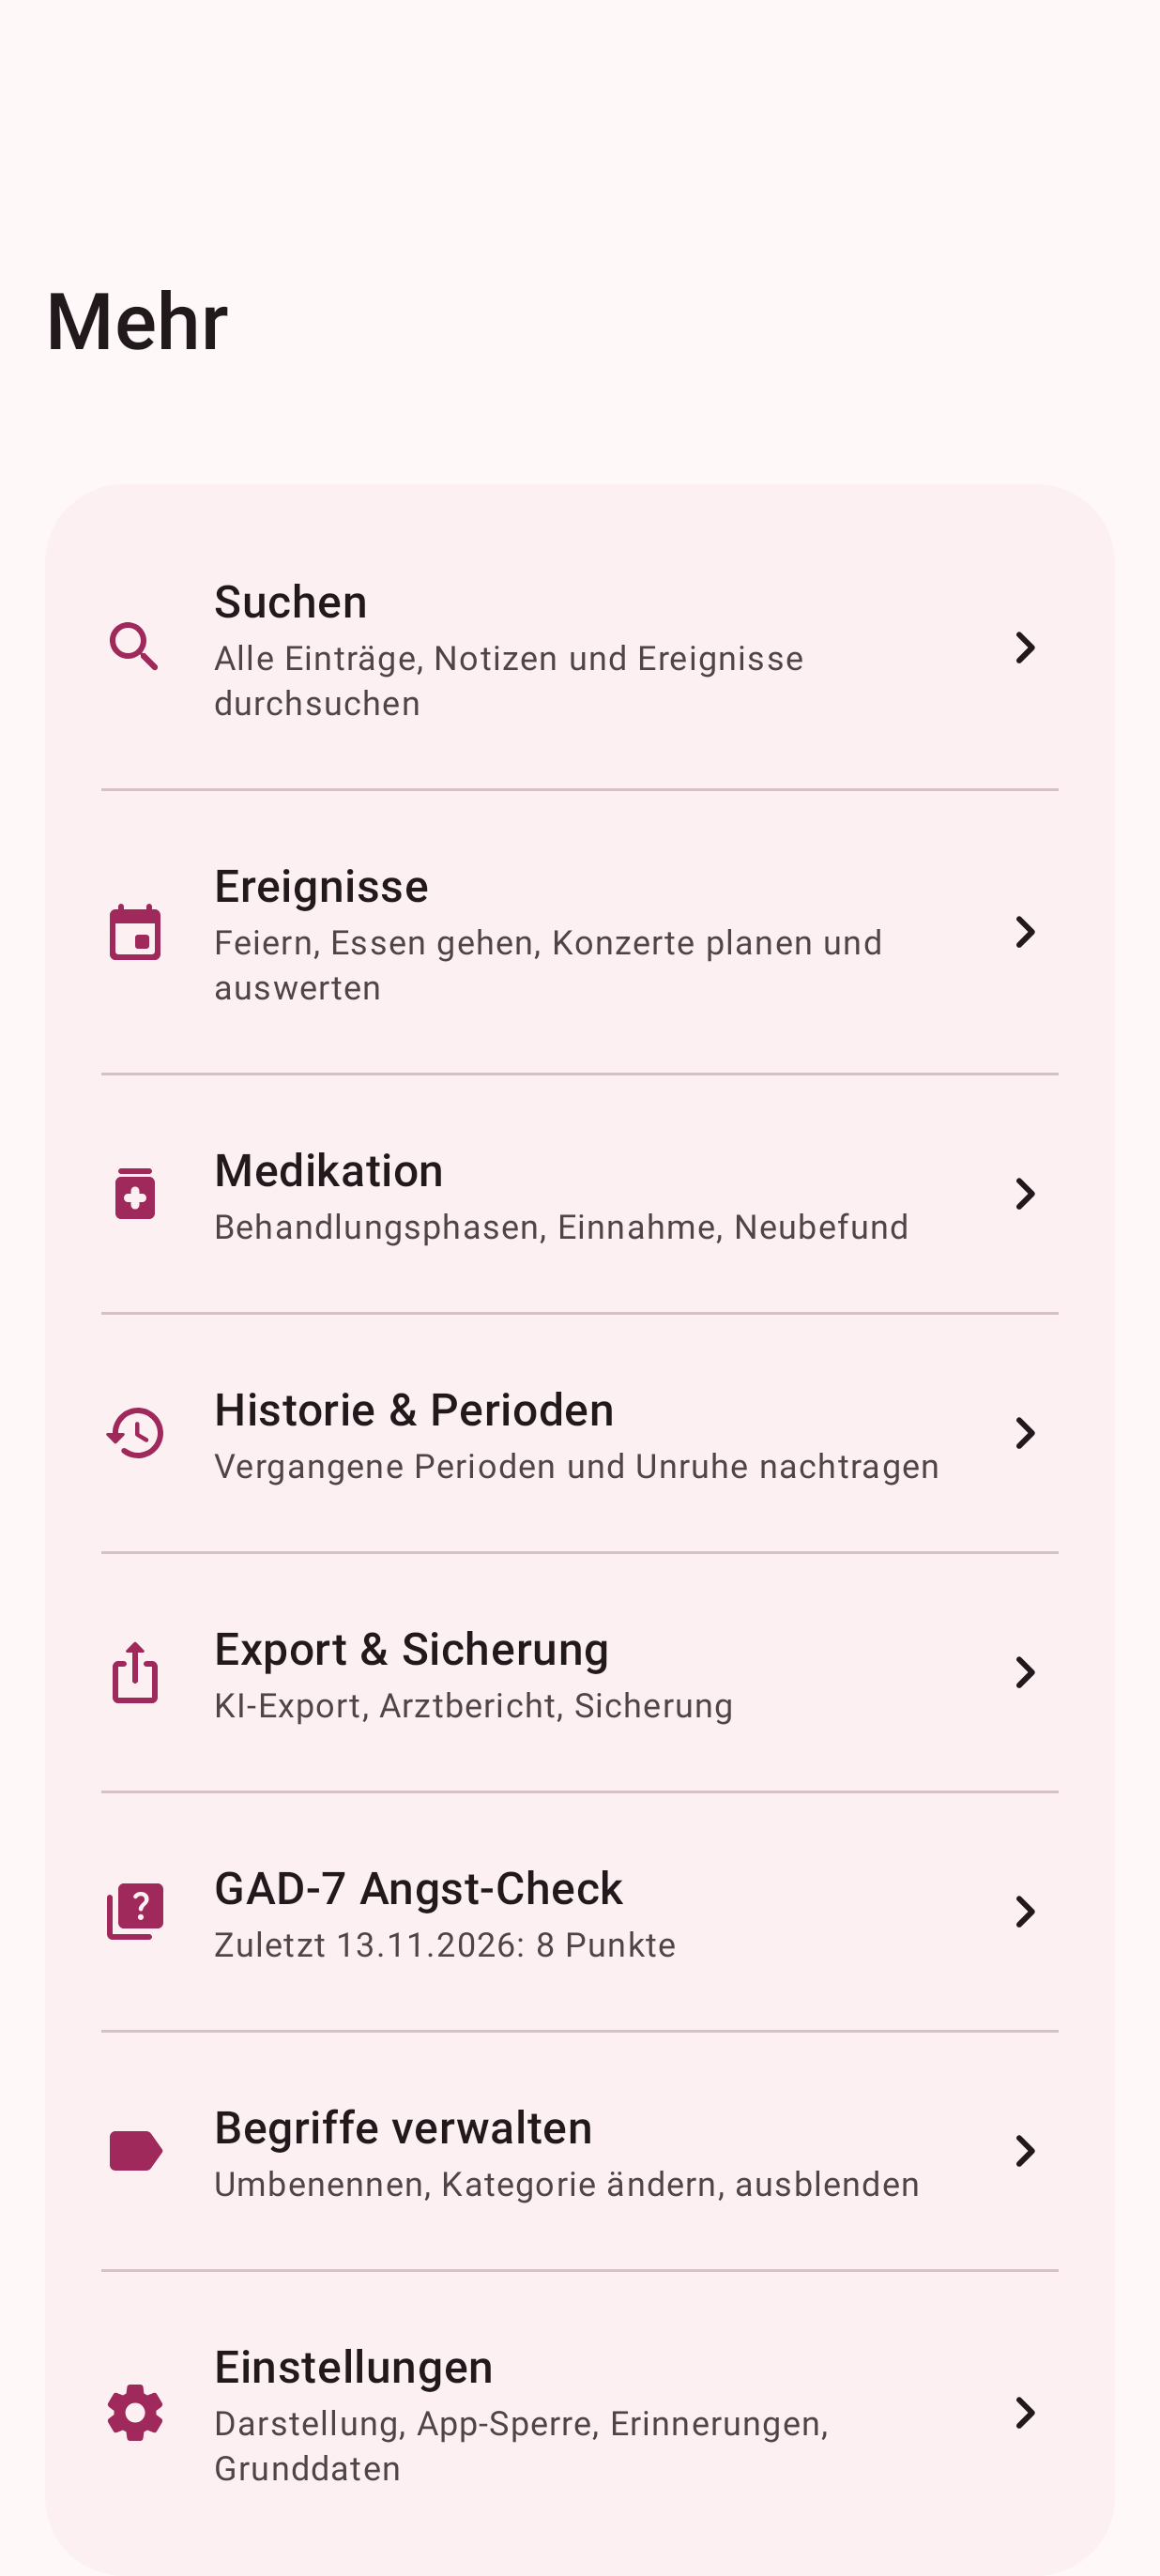 Mehr
Suchen
Alle Einträge, Notizen und Ereignisse
durchsuchen
Ereignisse
Feiern, Essen gehen, Konzerte planen und
auswerten
Medikation
Behandlungsphasen, Einnahme, Neubefund
Historie & Perioden
Vergangene Perioden und Unruhe nachtragen
Export & Sicherung
KI-Export, Arztbericht, Sicherung
GAD-7 Angst-Check
Zuletzt 13.11.2026: 8 Punkte
Begriffe verwalten
Umbenennen, Kategorie ändern, ausblenden
Einstellungen
Darstellung, App-Sperre, Erinnerungen,
Grunddaten